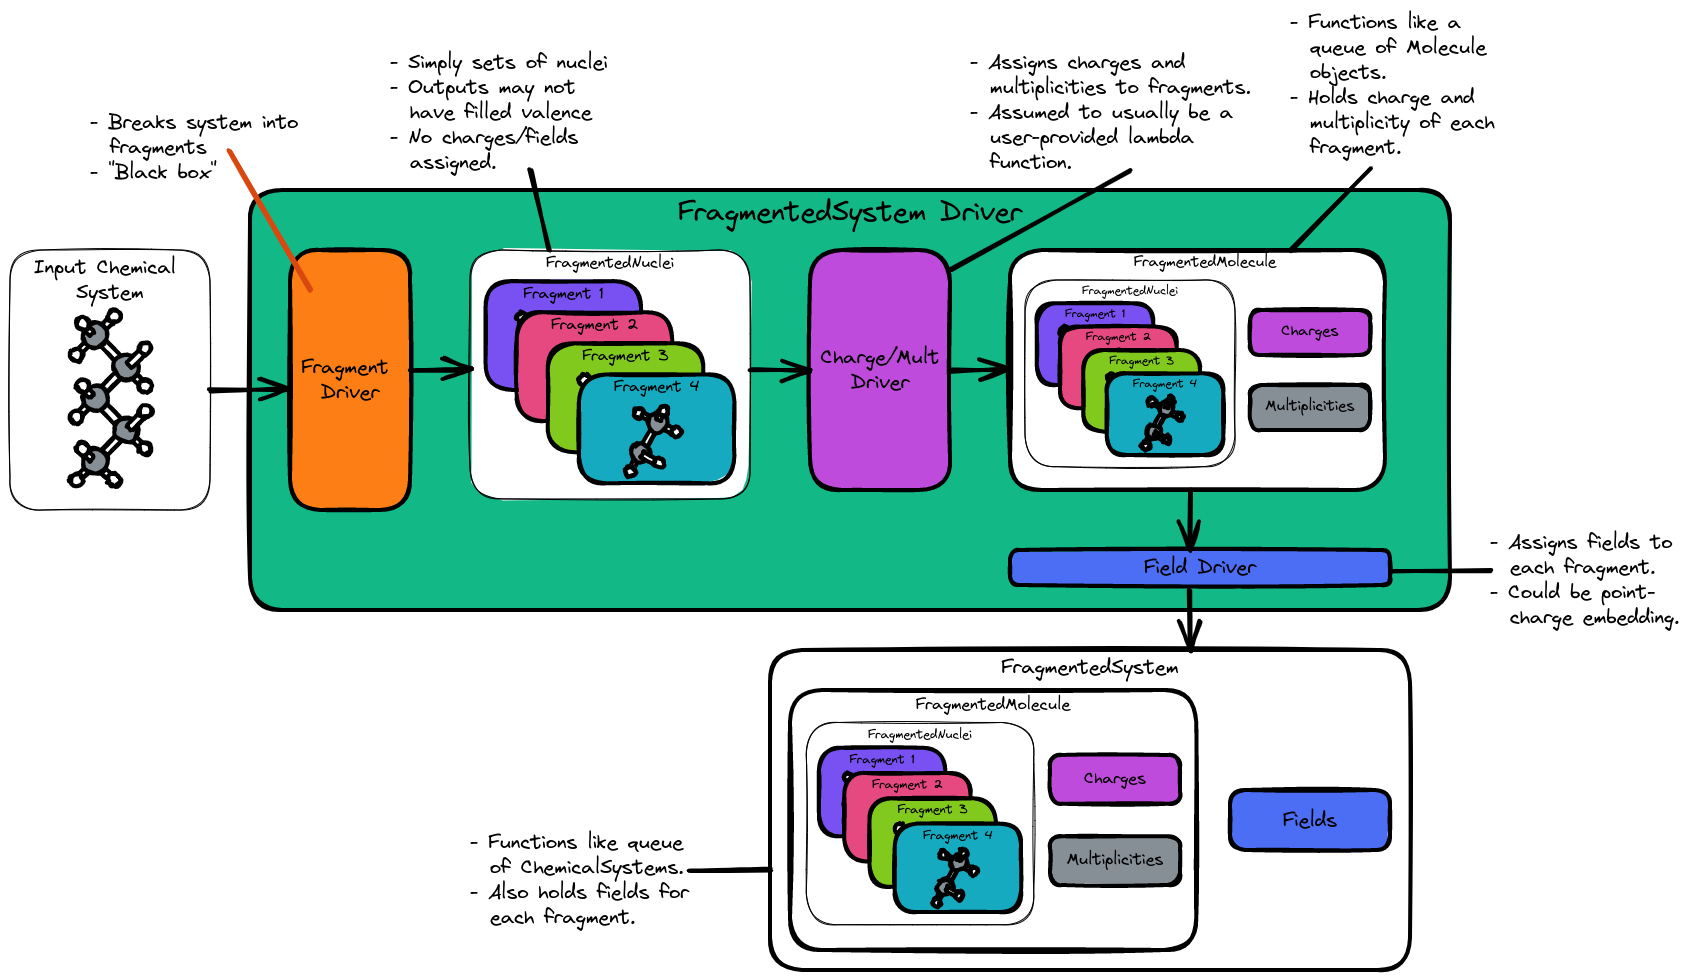 - Breaks system into
fragments
- "Black box"
- Simply sets of nuclei
- Outputs may not
have filled valence
- No charges/fields
assigned.
- Assigns charges and
multiplicities to fragments.
- Assumed to usually be a
user-provided lambda
function.
- Functions like a
queue of Molecule
objects.
- Holds charge and
multiplicity of each
fragment.
FragmentedSystem Driver
Input Chemical
System
Fragment
Driver
FragmentedNuclei
Fragment 1
Fragment 2
Fragment 3
Fragment 4
Charge/Mult
Driver
FragmentedMolecule
FragmentedNuclei
Fragment 1
Fragment 2
Fragment 3
Fragment 4
Charges
Multiplicities
Field Driver
- Assigns fields to
each fragment.
- Could be point-
charge embedding.
FragmentedSystem
FragmentedMolecule
FragmentedNuclei
Fragment 1
Fragment 2
Fragment 3
Fragment 4
Charges
Multiplicities
Fields
- Functions like queue
of ChemicalSystems.
- Also holds fields for
each fragment.